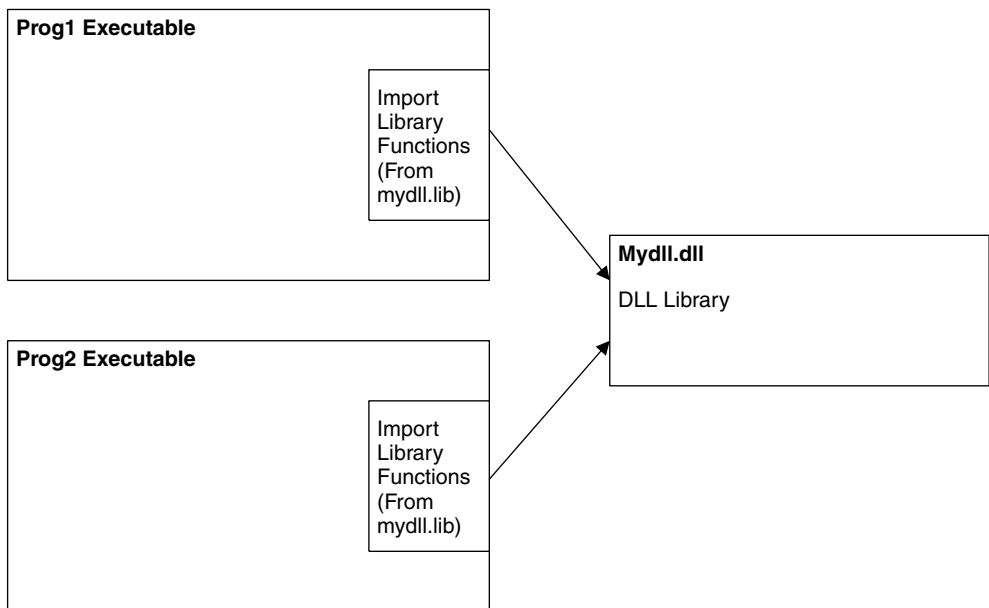 Prog1 Executable
Import
Library
Functions
(From
mydll.lib)
Mydll.dll
DLL Library
Prog2 Executable
Import
Library
Functions
(From
mydll.lib)